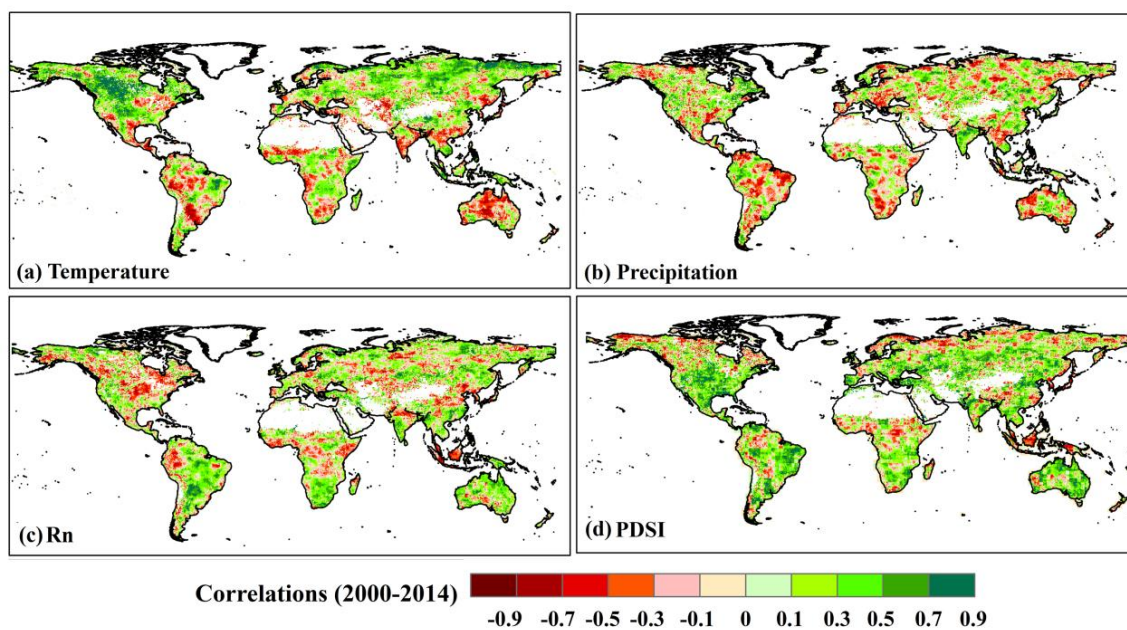 (a) Temperature
(b) Precipitation
(c) Rn
(d) PDSI
Correlations (2000-2014)
-0.9 -0.7 -0.5 -0.3 -0.1 0 0.1 0.3 0.5 0.7 0.9